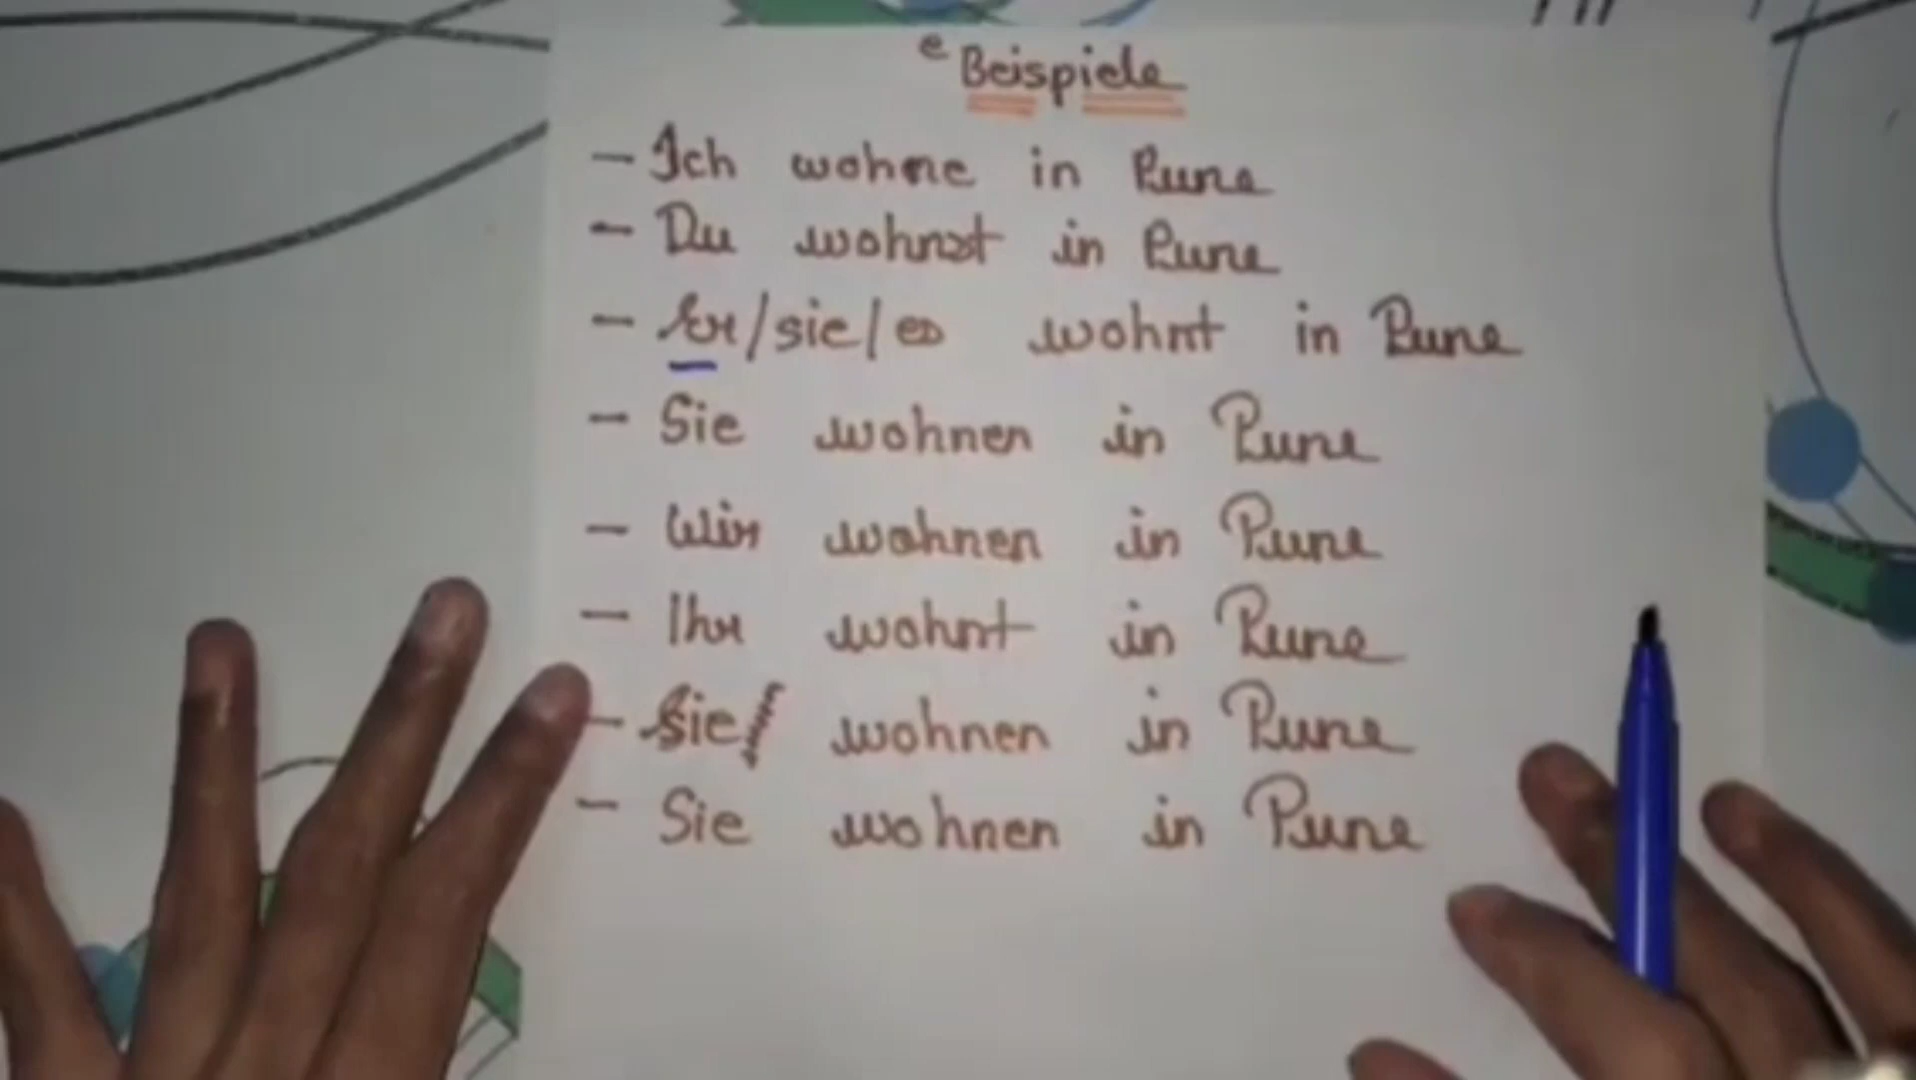 e Beispiele
- Ich wohne in Pune
- Du wohnst in Pune
- Er/sie/es wohnt in Pune
- Sie wohnen in Pune
- Wir wohnen in Pune
- Ihr wohnt in Pune
- sie wohnen in Pune
- Sie wohnen in Pune